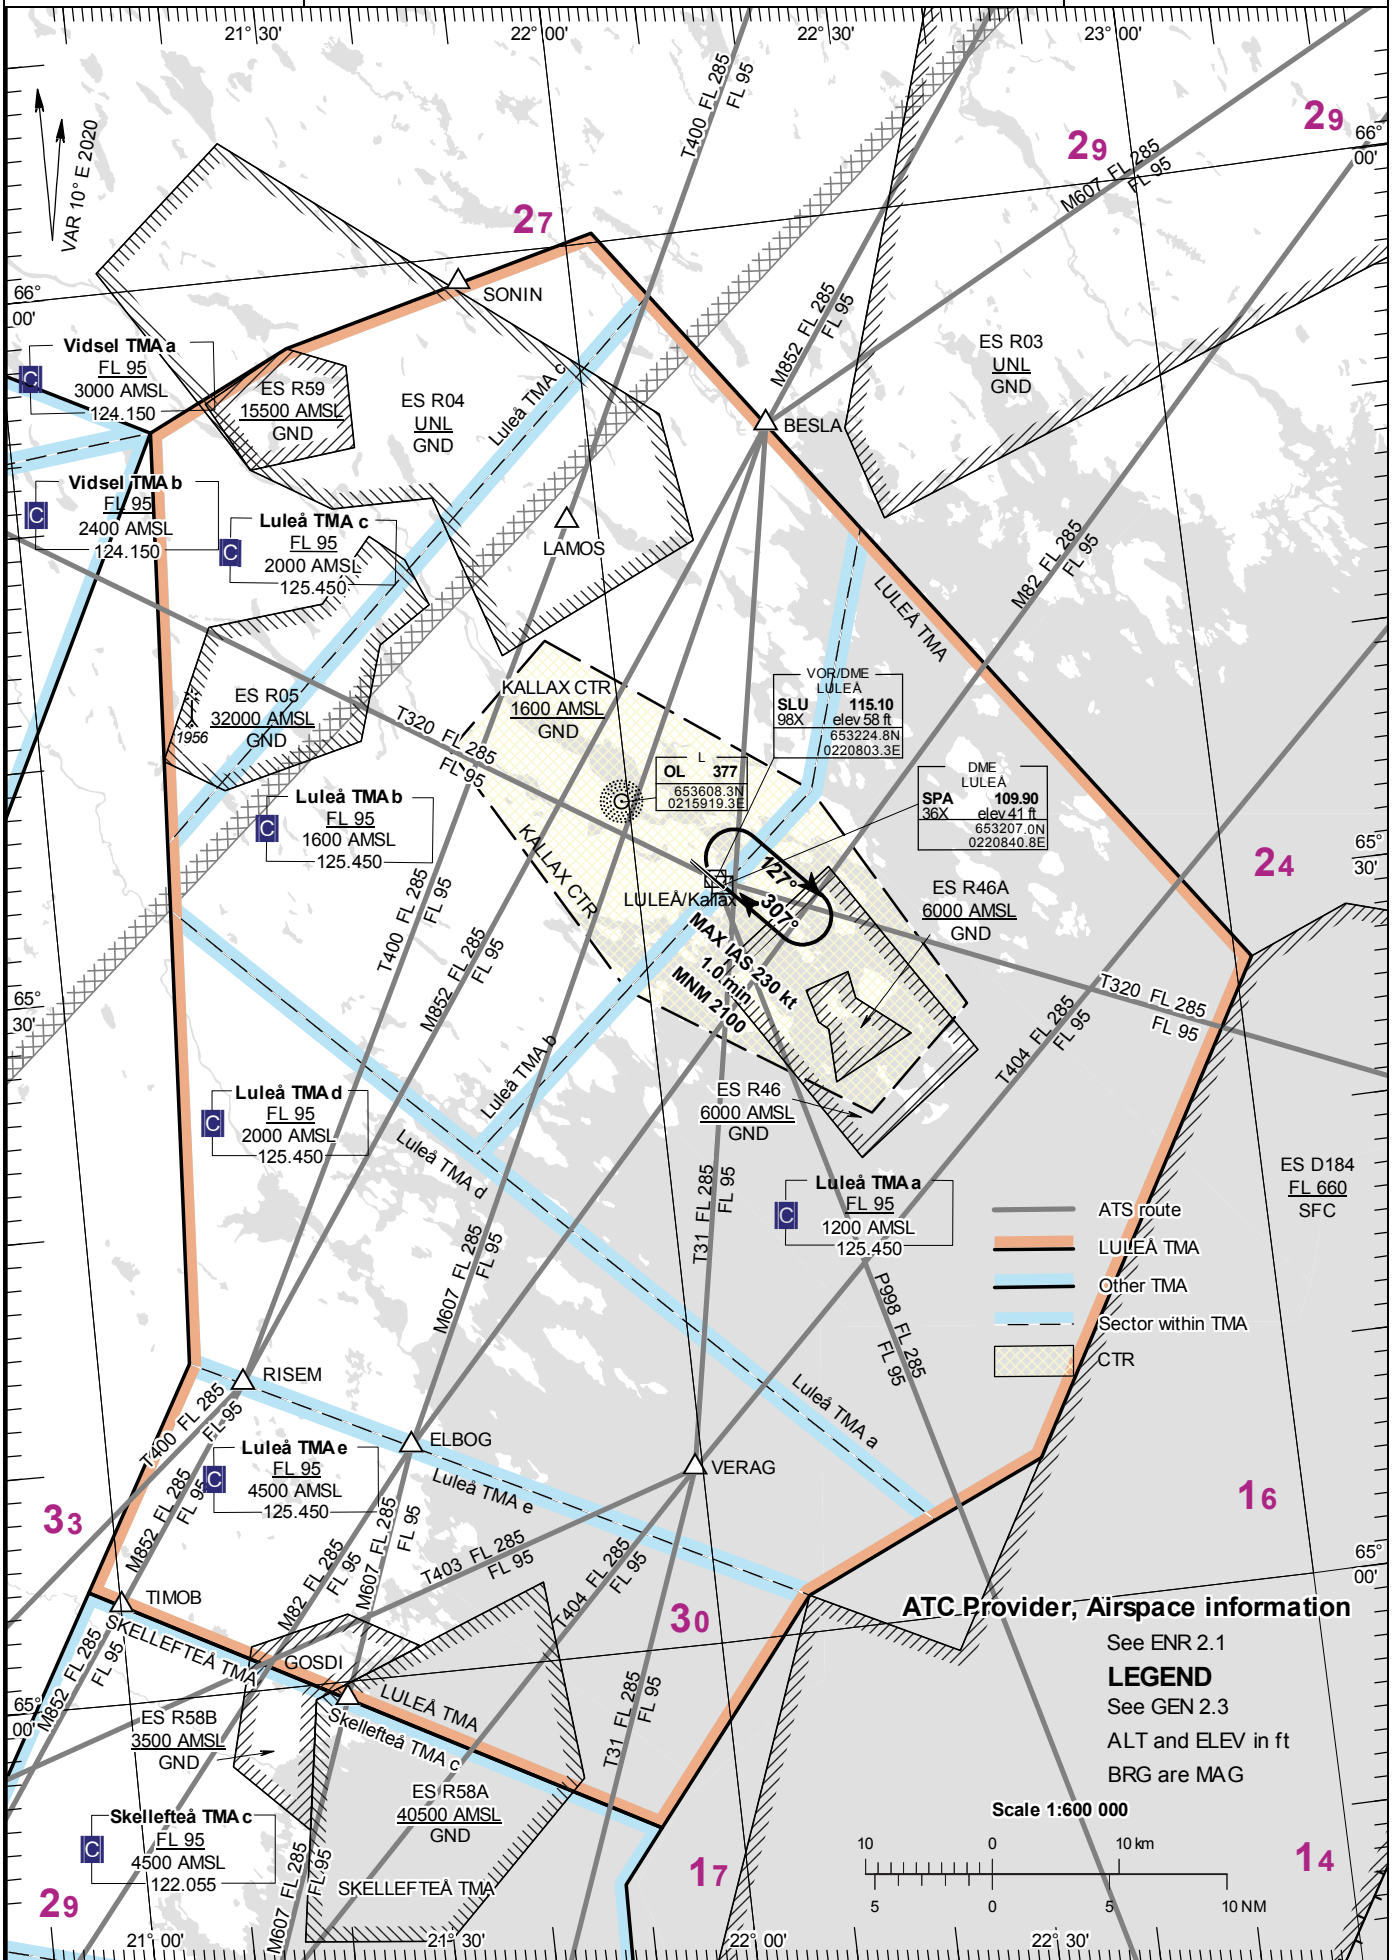 21° 30'
22° 00'
22° 30'
23° 00'
VAR 10° E 2020
T400 FL 285
FL 95
29
29
66°
00'
M607 FL 285
FL 95
27
SONIN
66°
00'
Vidsel TMA a
FL 95
3000 AMSL
124.150
C
ES R59
15500 AMSL
GND
ES R04
UNL
GND
Luleå TMA c
M852 FL 285
FL 95
ES R03
UNL
GND
BESLA
Vidsel TMA b
FL 95
2400 AMSL
124.150
C
Luleå TMA c
FL 95
2000 AMSL
125.450
C
LAMOS
M82 FL 285
FL 95
LULEÅ TMA
ES R05
32000 AMSL
GND
1956
KALLAX CTR
1600 AMSL
GND
T320 FL 285
FL 95
VOR/DME
LULEÅ
SLU 115.10
98X elev 58 ft
653224.8N
0220803.3E
L
OL 377
653608.3N
0215919.3E
DME
LULEÅ
SPA 109.90
36X elev 41 ft
653207.0N
0220840.8E
Luleå TMA b
FL 95
1600 AMSL
125.450
C
KALLAX CTR
65°
30'
24
127°
307°
LULEÅ/Kallax
MAX IAS 230 kt
1.0 min
MNM 2100
ES R46A
6000 AMSL
GND
T400 FL 285
FL 95
M852 FL 285
FL 95
65°
30'
T320 FL 285
FL 95
T404 FL 285
FL 95
Luleå TMA b
Luleå TMA d
FL 95
2000 AMSL
125.450
C
Luleå TMA d
ES R46
6000 AMSL
GND
T31 FL 285
FL 95
Luleå TMA a
FL 95
1200 AMSL
125.450
C
ES D184
FL 660
SFC
ATS route
LULEÅ TMA
Other TMA
Sector within TMA
CTR
M607 FL 285
FL 95
P998 FL 285
FL 95
RISEM
T400 FL 285
FL 95
Luleå TMA a
ELBOG
VERAG
Luleå TMA e
FL 95
4500 AMSL
125.450
C
Luleå TMA e
33
M852 FL 285
FL 95
16
M82 FL 285
FL 95
M607 FL 285
FL 95
T403 FL 285
FL 95
T404 FL 285
FL 95
65°
00'
TIMOB
30
ATC Provider, Airspace information
See ENR 2.1
LEGEND
See GEN 2.3
ALT and ELEV in ft
BRG are MAG
SKELLEFTEÅ TMA
GOSDI
M852 FL 285
FL 95
65°
00'
LULEÅ TMA
Skellefteå TMA c
T31 FL 285
FL 95
ES R58B
3500 AMSL
GND
ES R58A
40500 AMSL
GND
Scale 1:600 000
10 0 10 km
5 0 5 10 NM
Skellefteå TMA c
FL 95
4500 AMSL
122.055
C
M607 FL 285
FL 95
SKELLEFTEÅ TMA
17
14
29
21° 00'
21° 30'
22° 00'
22° 30'